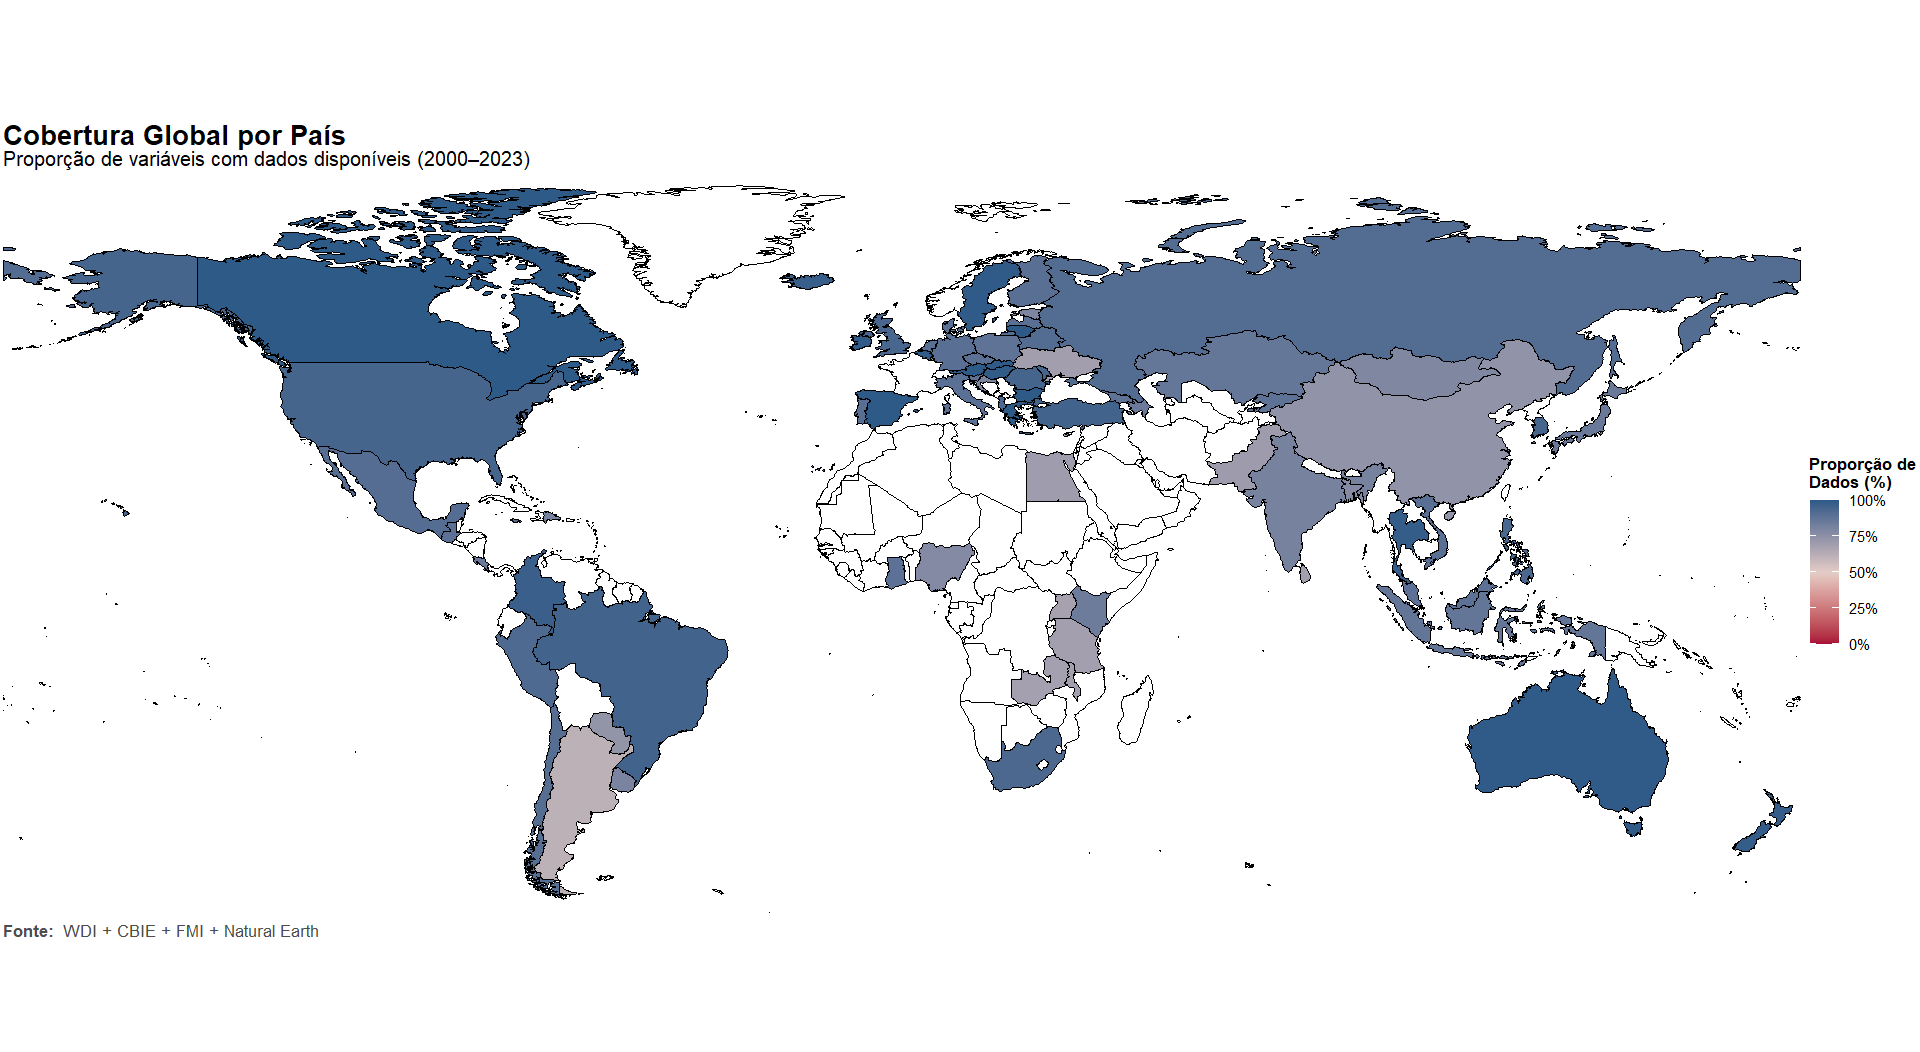 Cobertura Global por País
Proporção de variáveis com dados disponíveis (2000–2023)
Proporção de
Dados (%)
100%
75%
50%
25%
0%
Fonte: WDI + CBIE + FMI + Natural Earth